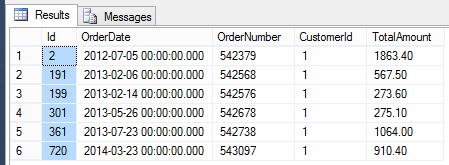 Results Messages
Id OrderDate OrderNumber CustomerId TotalAmount
1 2 2012-07-05 00:00:00.000 542379 1 1863.40
2 191 2013-02-06 00:00:00.000 542568 1 567.50
3 199 2013-02-14 00:00:00.000 542576 1 273.60
4 301 2013-05-26 00:00:00.000 542678 1 275.10
5 361 2013-07-23 00:00:00.000 542738 1 1064.00
6 720 2014-03-23 00:00:00.000 543097 1 910.40